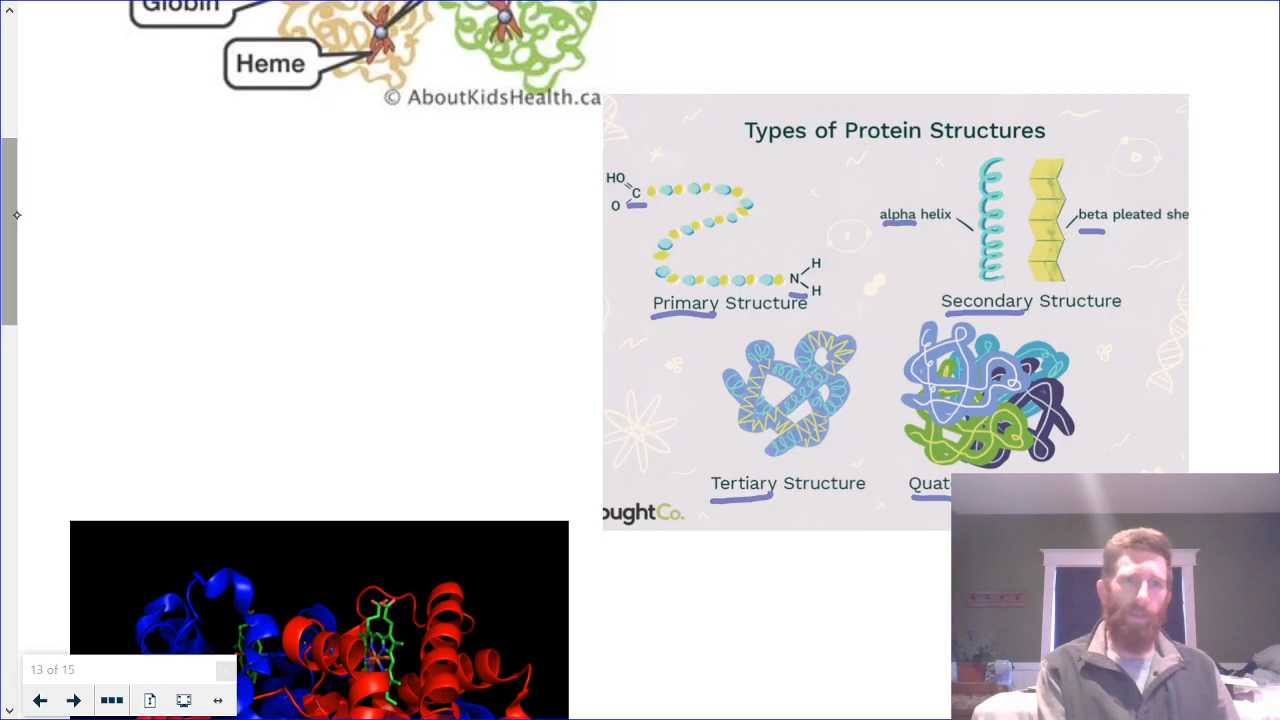 Globin
Heme
© AboutKidsHealth.ca
Types of Protein Structures
HO
C
O
alpha helix
beta pleated she
H
N
H
Primary Structure
Secondary Structure
Tertiary Structure
Quat
oughtCo.
13 of 15